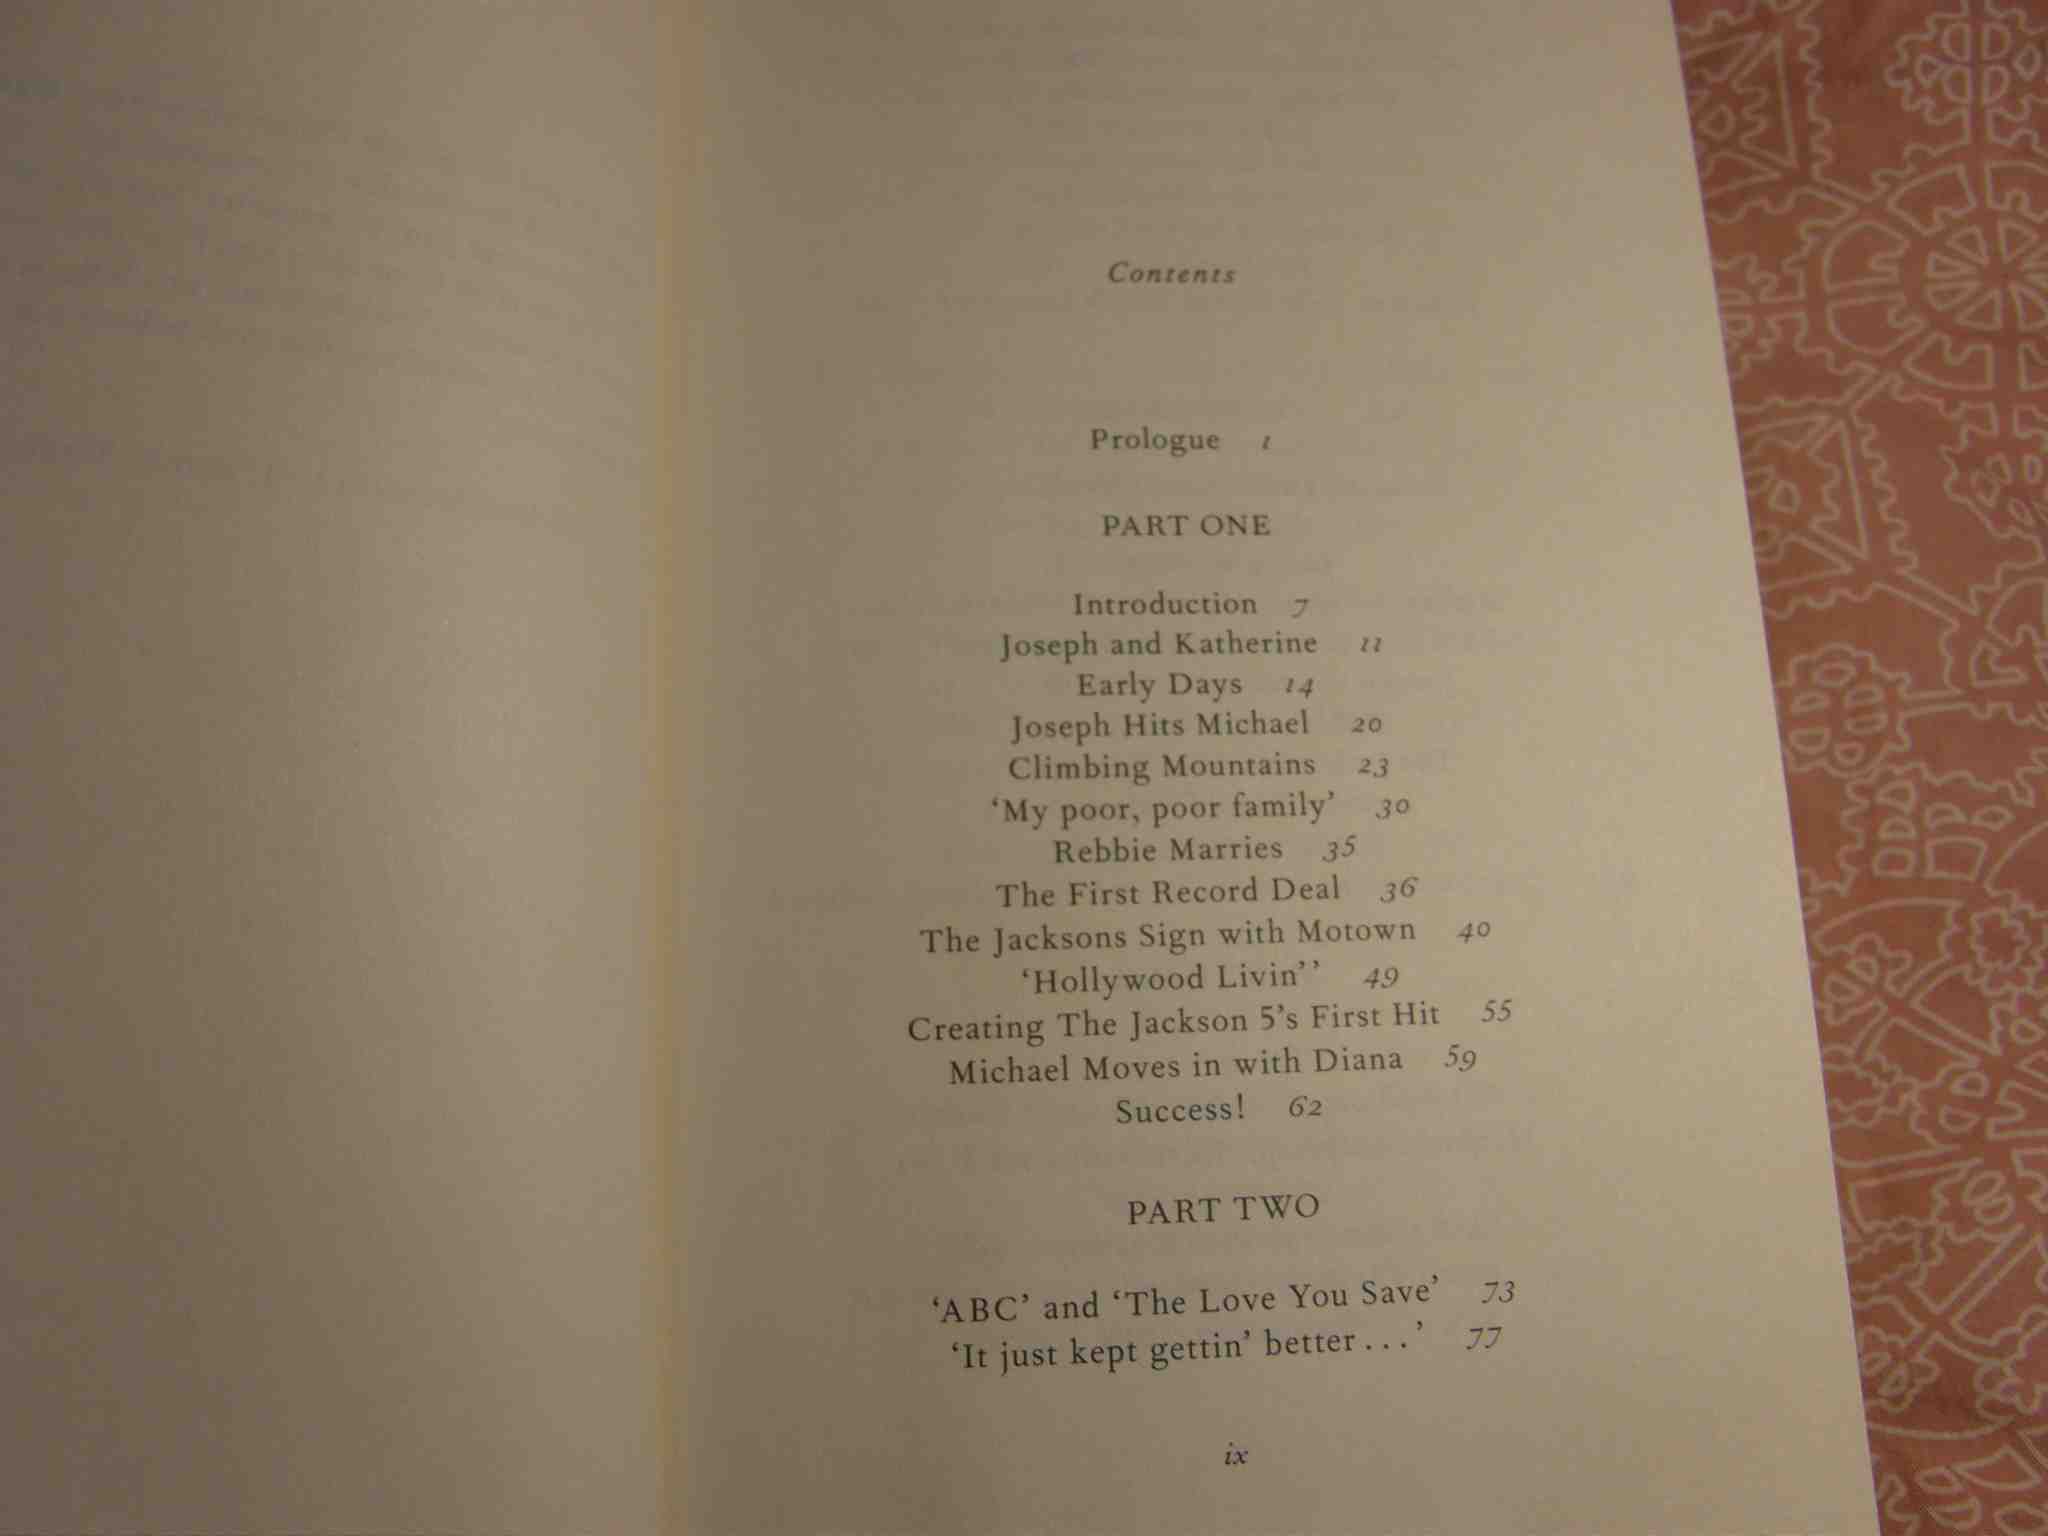 Contents
Prologue 1
PART ONE
Introduction 7
Joseph and Katherine 11
Early Days 14
Joseph Hits Michael 20
Climbing Mountains 23
‘My poor, poor family’ 30
Rebbie Marries 35
The First Record Deal 36
The Jacksons Sign with Motown 40
‘Hollywood Livin’’ 49
Creating The Jackson 5’s First Hit 55
Michael Moves in with Diana 59
Success! 62
PART TWO
‘ABC’ and ‘The Love You Save’ 73
‘It just kept gettin’ better . . .’ 77
ix